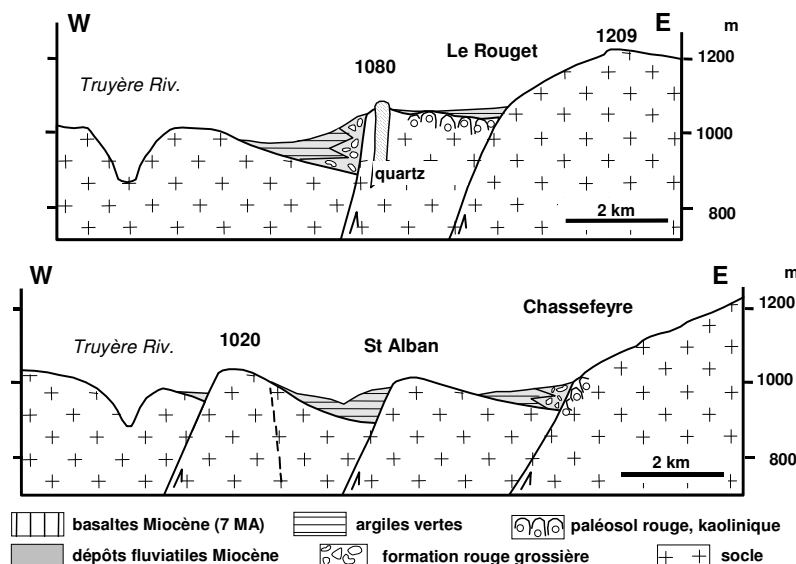 W E m
1209
Le Rouget
1080
1200
Truyère Riv.
1000
quartz
800
2 km
W E m
Chassefeyre
1200
Truyère Riv. 1020 St Alban
1000
2 km
800
basaltes Miocène (7 MA) argiles vertes paléosol rouge, kaolinique
dépôts fluviatiles Miocène formation rouge grossière socle